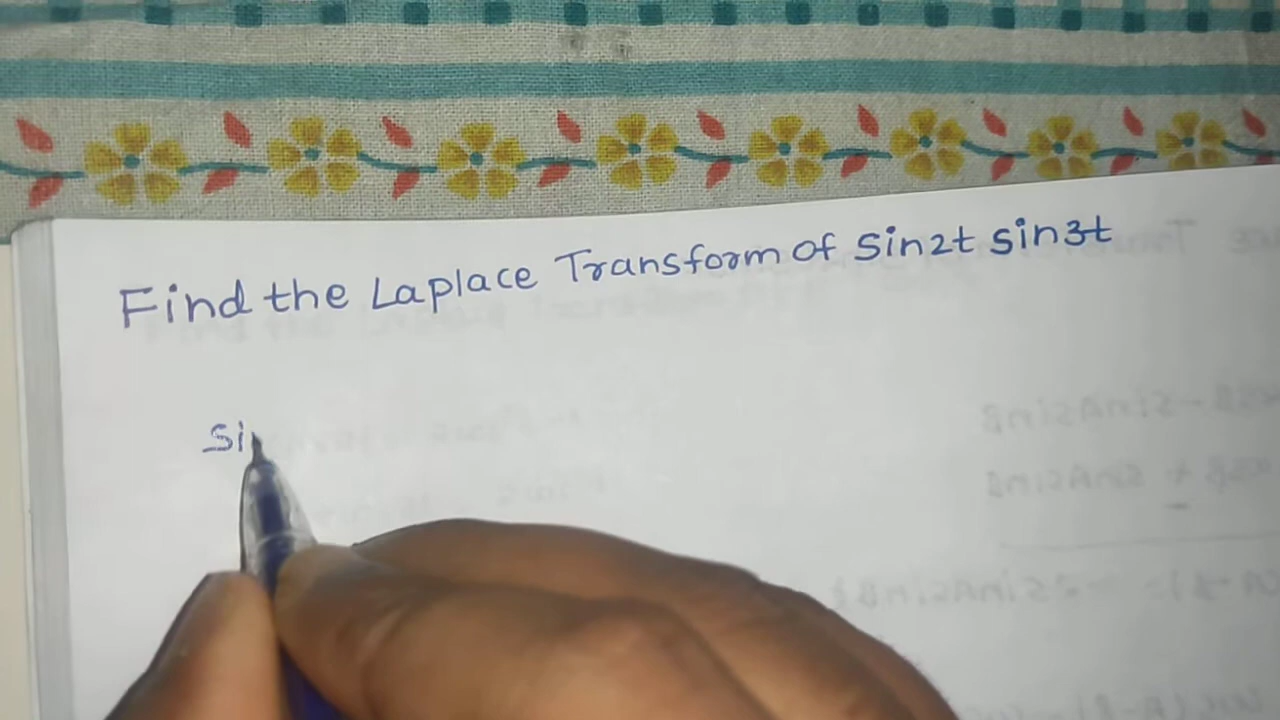 Find the Laplace Transform of Sin2t sin3t
Si